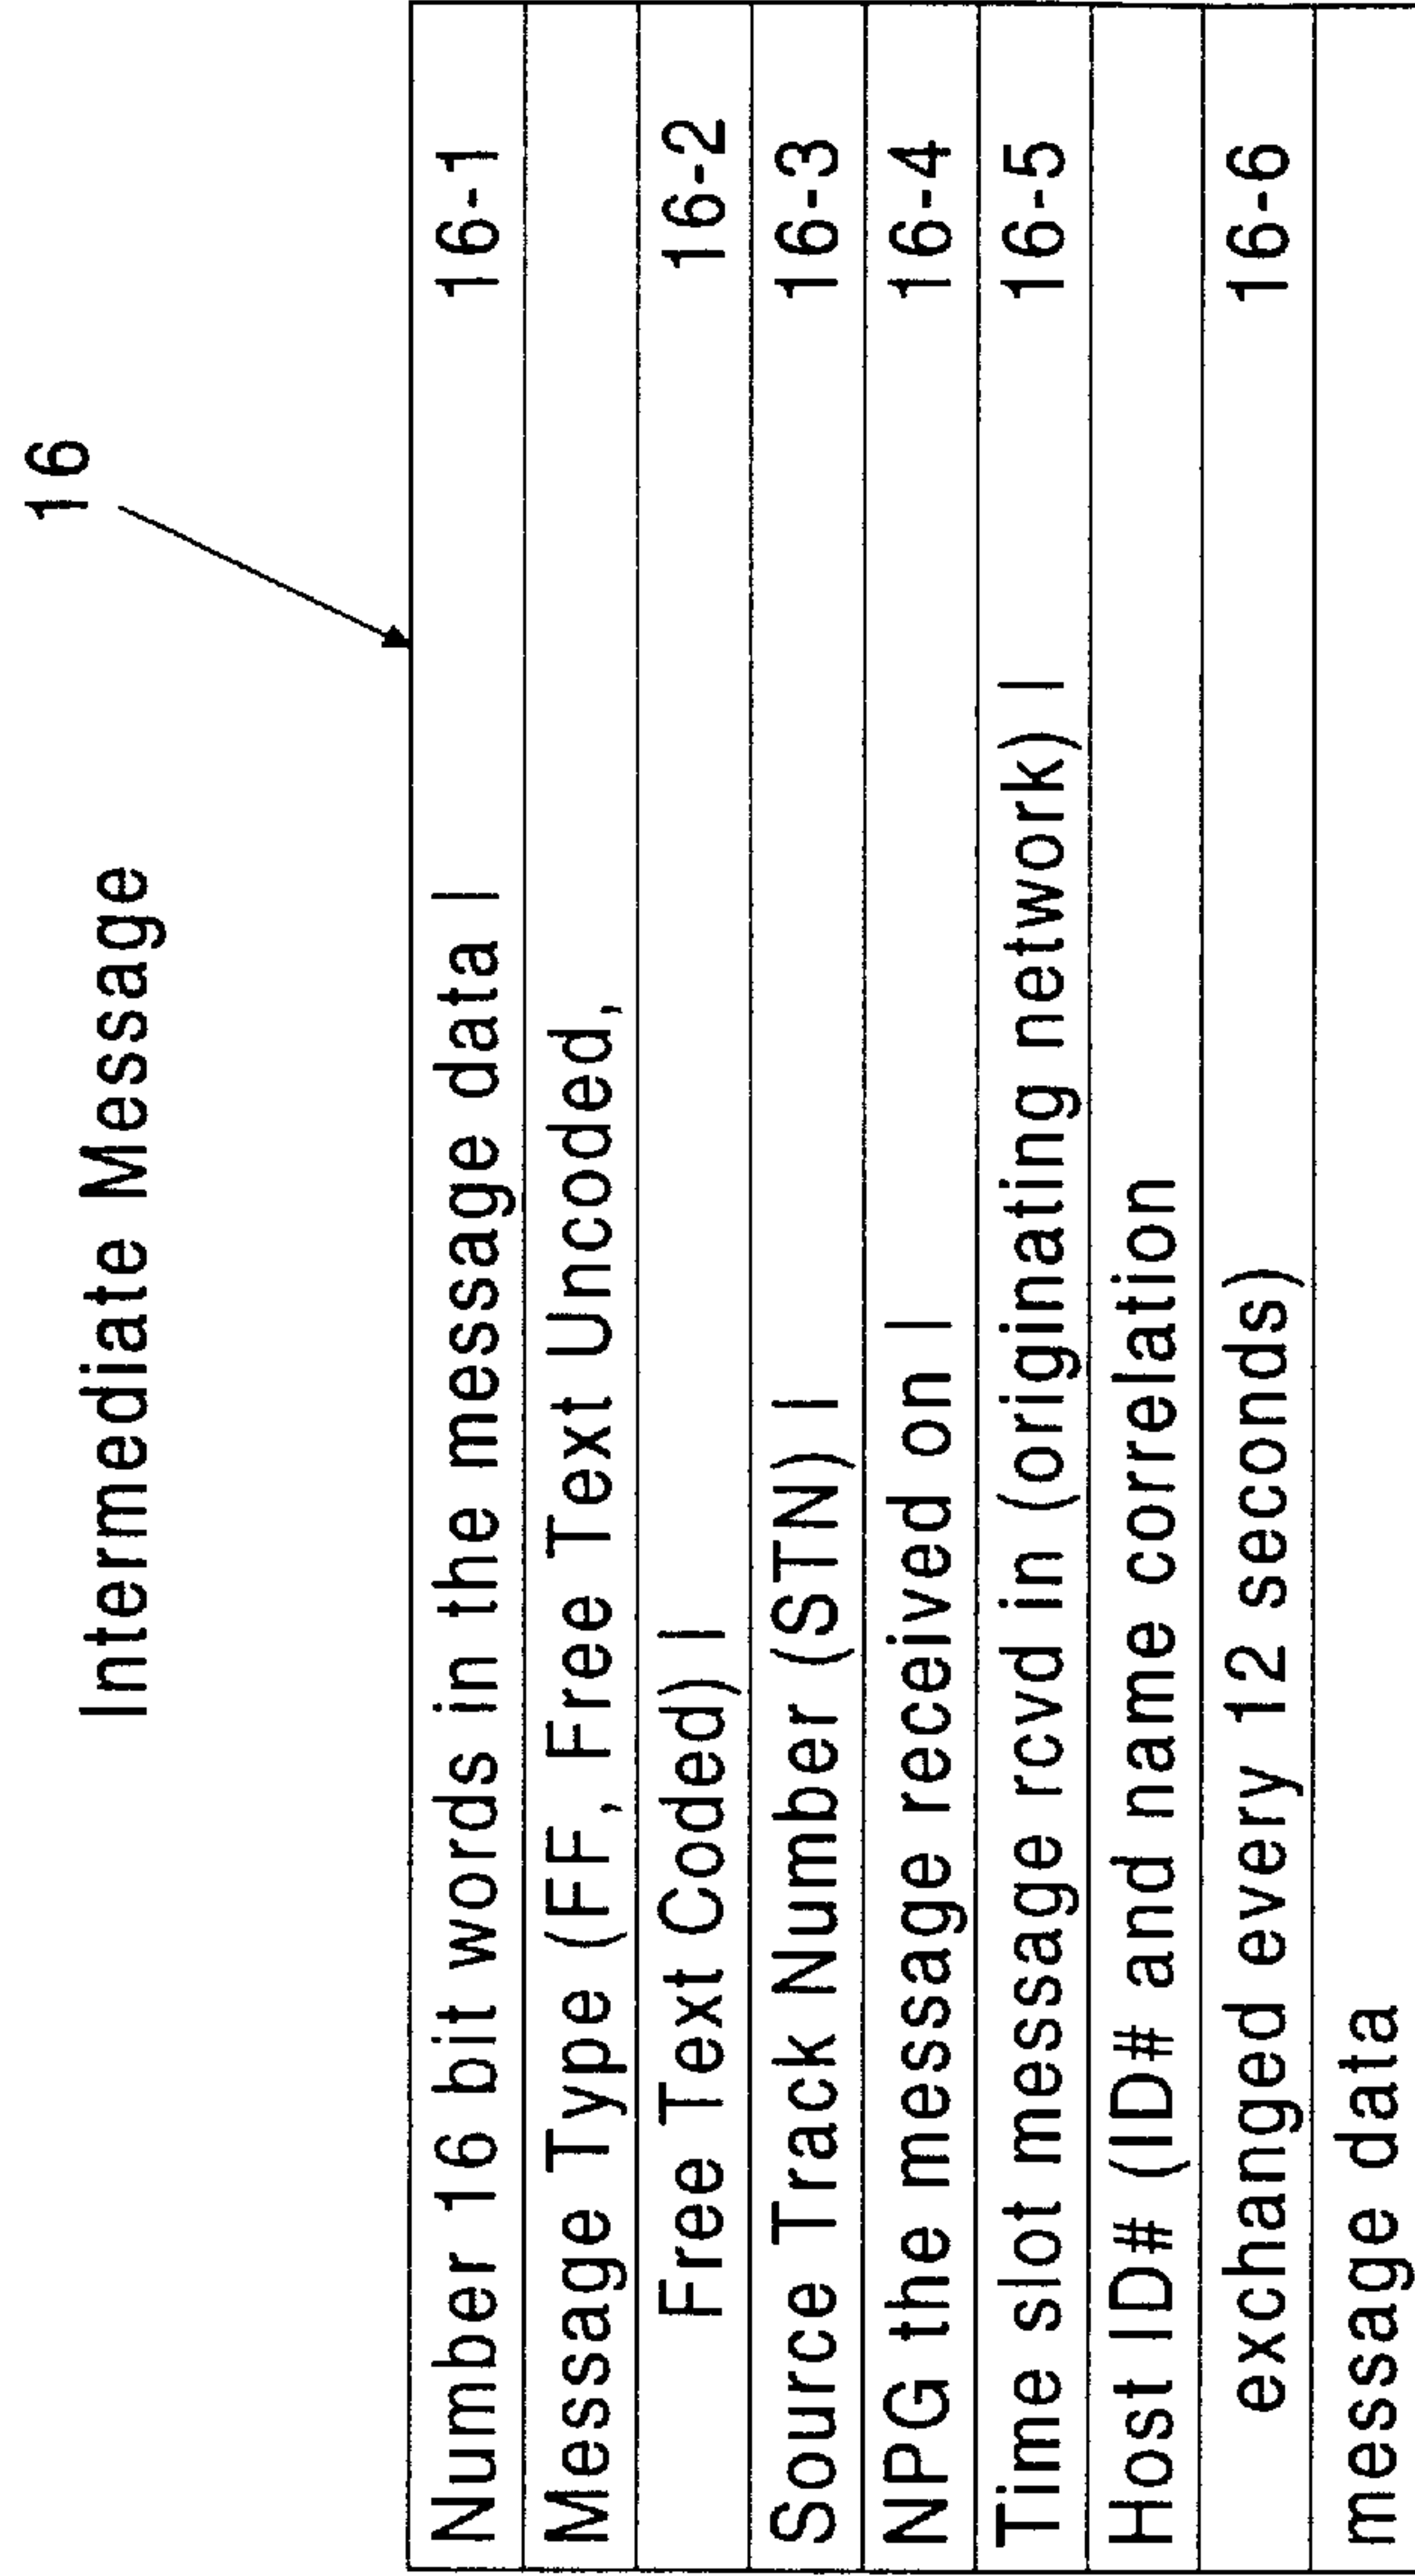 Intermediate Message
16
Number 16 bit words in the message data | 16-1
Message Type (FF, Free Text Uncoded,
Free Text Coded) | 16-2
Source Track Number (STN) | 16-3
NPG the message received on | 16-4
Time slot message rcvd in (originating network) | 16-5
Host ID# (ID# and name correlation
exchanged every 12 seconds) 16-6
message data